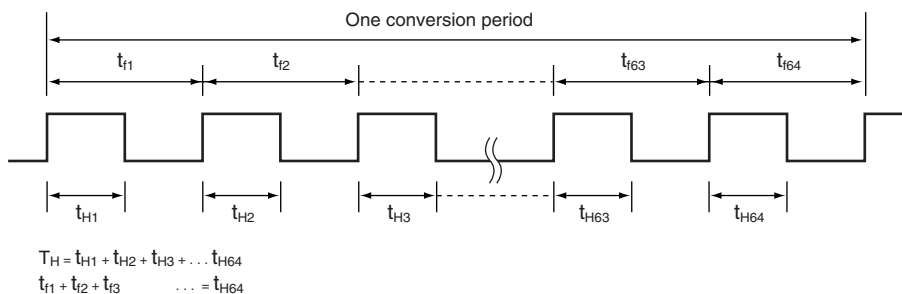 One conversion period
tf1 tf2 tf63 tf64
tH1 tH2 tH3 tH63 tH64
TH = tH1 + tH2 + tH3 + . . . tH64
tf1 + tf2 + tf3 . . . = tH64